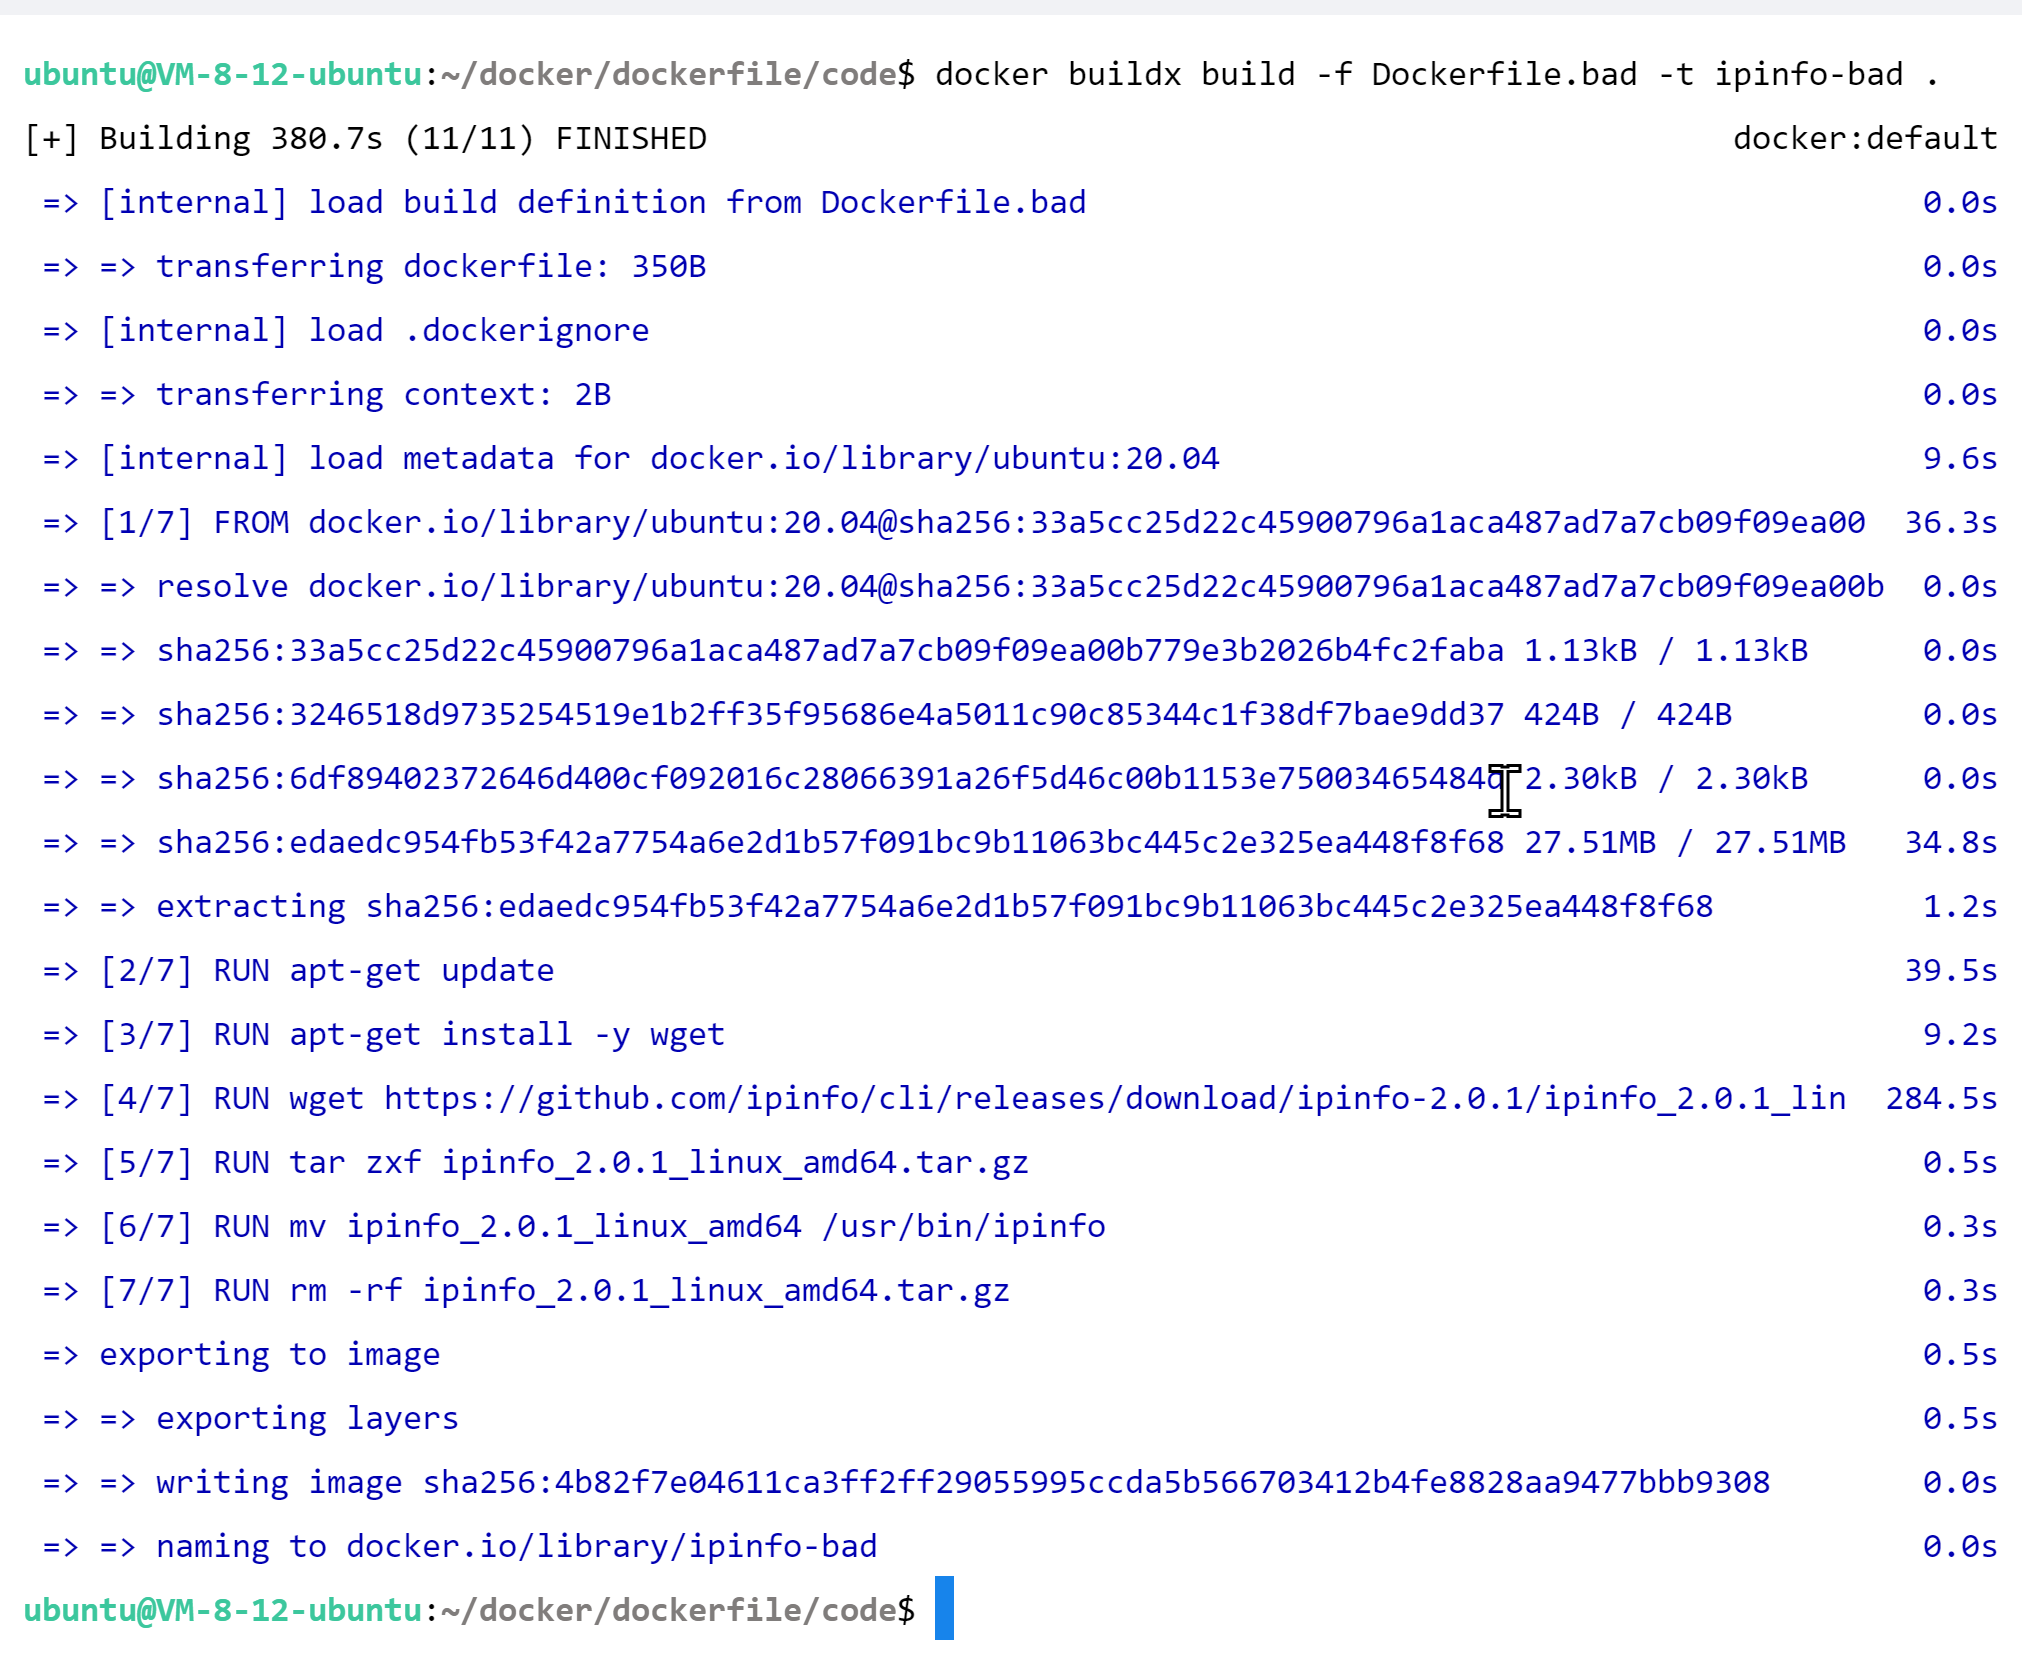 ubuntu@VM-8-12-ubuntu:~/docker/dockerfile/code$ docker buildx build -f Dockerfile.bad -t ipinfo-bad .
[+] Building 380.7s (11/11) FINISHED docker:default
=> [internal] load build definition from Dockerfile.bad 0.0s
=> => transferring dockerfile: 350B 0.0s
=> [internal] load .dockerignore 0.0s
=> => transferring context: 2B 0.0s
=> [internal] load metadata for docker.io/library/ubuntu:20.04 9.6s
=> [1/7] FROM docker.io/library/ubuntu:20.04@sha256:33a5cc25d22c45900796a1aca487ad7a7cb09f09ea00 36.3s
=> => resolve docker.io/library/ubuntu:20.04@sha256:33a5cc25d22c45900796a1aca487ad7a7cb09f09ea00b 0.0s
=> => sha256:33a5cc25d22c45900796a1aca487ad7a7cb09f09ea00b779e3b2026b4fc2faba 1.13kB / 1.13kB 0.0s
=> => sha256:3246518d9735254519e1b2ff35f95686e4a5011c90c85344c1f38df7bae9dd37 424B / 424B 0.0s
=> => sha256:6df89402372646d400cf092016c28066391a26f5d46c00b1153e75003465484d 2.30kB / 2.30kB 0.0s
=> => sha256:edaedc954fb53f42a7754a6e2d1b57f091bc9b11063bc445c2e325ea448f8f68 27.51MB / 27.51MB 34.8s
=> => extracting sha256:edaedc954fb53f42a7754a6e2d1b57f091bc9b11063bc445c2e325ea448f8f68 1.2s
=> [2/7] RUN apt-get update 39.5s
=> [3/7] RUN apt-get install -y wget 9.2s
=> [4/7] RUN wget https://github.com/ipinfo/cli/releases/download/ipinfo-2.0.1/ipinfo_2.0.1_lin 284.5s
=> [5/7] RUN tar zxf ipinfo_2.0.1_linux_amd64.tar.gz 0.5s
=> [6/7] RUN mv ipinfo_2.0.1_linux_amd64 /usr/bin/ipinfo 0.3s
=> [7/7] RUN rm -rf ipinfo_2.0.1_linux_amd64.tar.gz 0.3s
=> exporting to image 0.5s
=> => exporting layers 0.5s
=> => writing image sha256:4b82f7e04611ca3ff2ff29055995ccda5b566703412b4fe8828aa9477bbb9308 0.0s
=> => naming to docker.io/library/ipinfo-bad 0.0s
ubuntu@VM-8-12-ubuntu:~/docker/dockerfile/code$